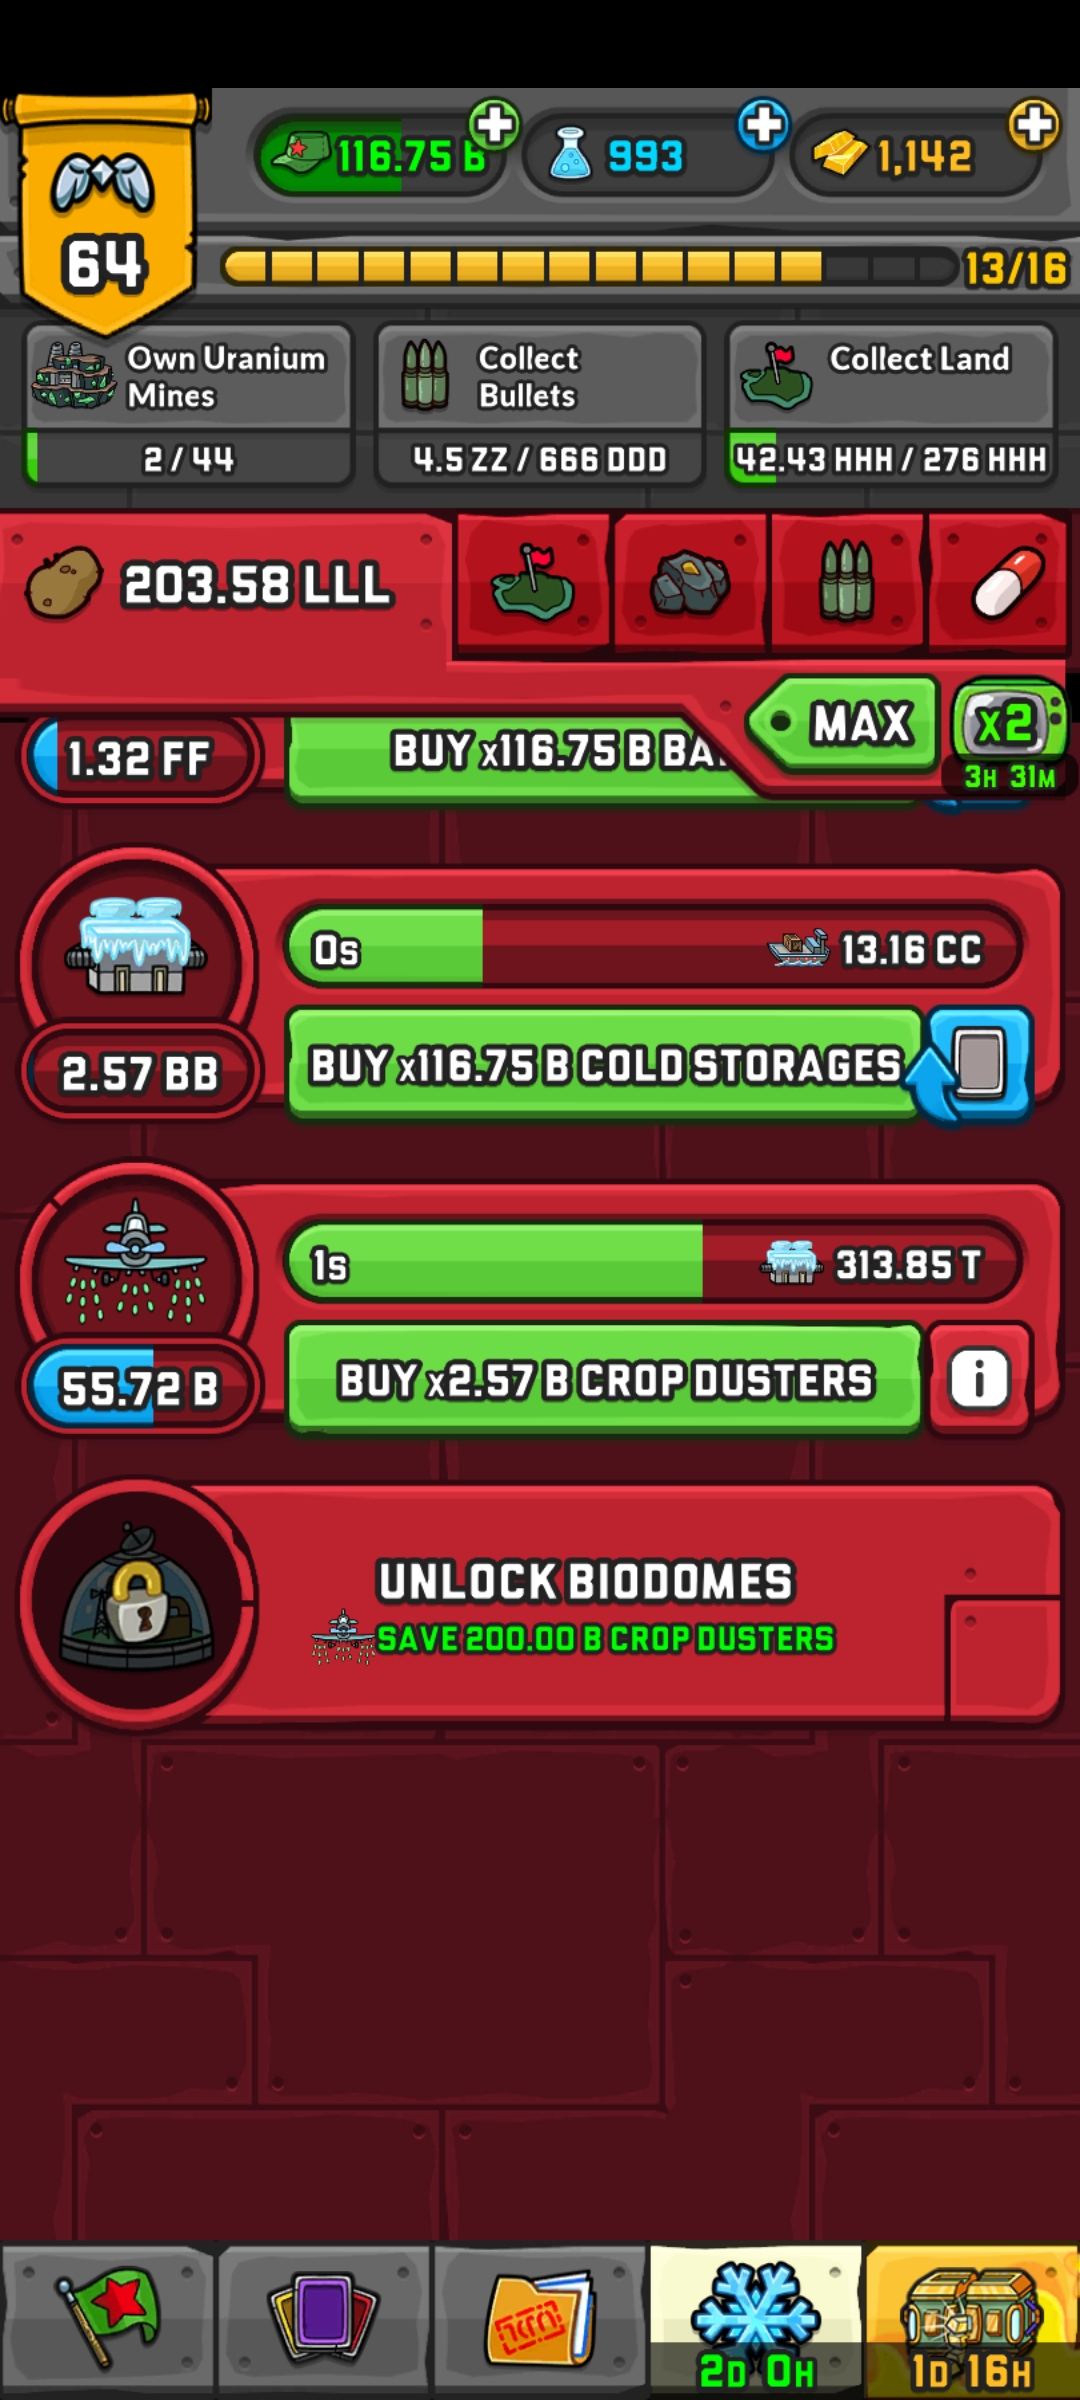 116.75 B
993
1,142
64
13/16
Own Uranium
Mines
2 / 44
Collect
Bullets
4.5 ZZ / 666 DDD
Collect Land
42.43 HHH / 276 HHH
203.58 LLL
MAX
x2
3H 31M
1.32 FF
BUY x116.75 B BA
0s
13.16 CC
2.57 BB
BUY x116.75 B COLD STORAGES
1s
313.85 T
55.72 B
BUY x2.57 B CROP DUSTERS
i
UNLOCK BIODOMES
SAVE 200.00 B CROP DUSTERS
2D 0H
1D 16H